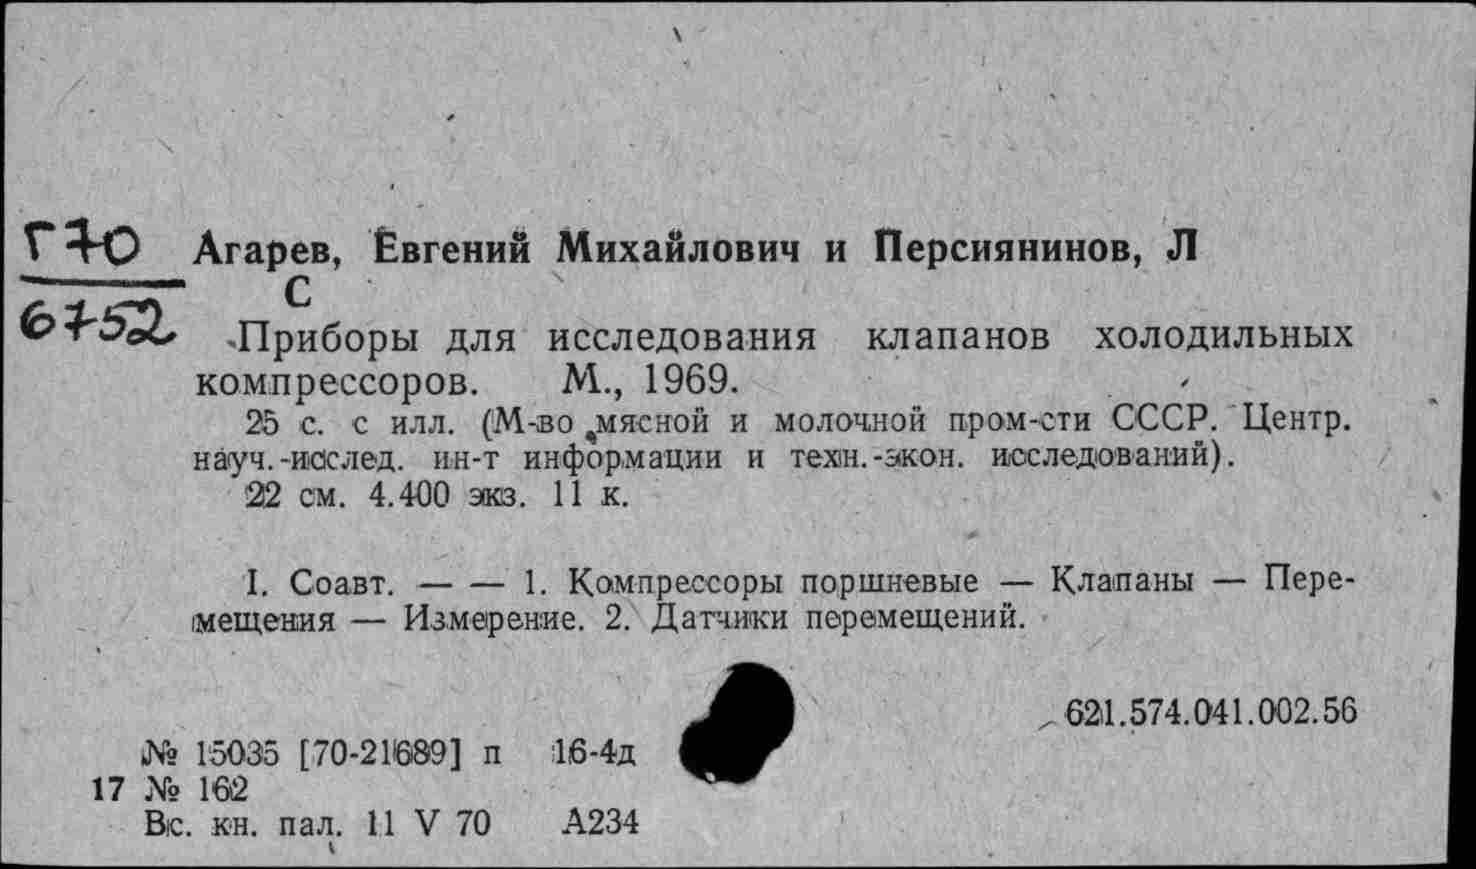 Г70
6752
Агарев, Евгений Михайлович и Персиянинов, Л
С
Приборы для исследования клапанов холодильных
компрессоров. М., 1969.
25 с. с илл. (М-во мясной и молочной пром-сти СССР. Центр.
науч.-исслед. ин-т информации и техн.-экон. исследований).
22 см. 4.400 экз. 11 к.
I. Соавт. — — 1. Компрессоры поршневые — Клапаны — Пере-
мещения — Измерение. 2. Датчики перемещений.
621.574.041.002.56
№ 15035 [70-21689] п 16-4д
17 № 162
Вс. кн. пал. 11 V 70 А234